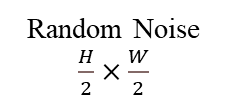 Random Noise
H/2 × W/2